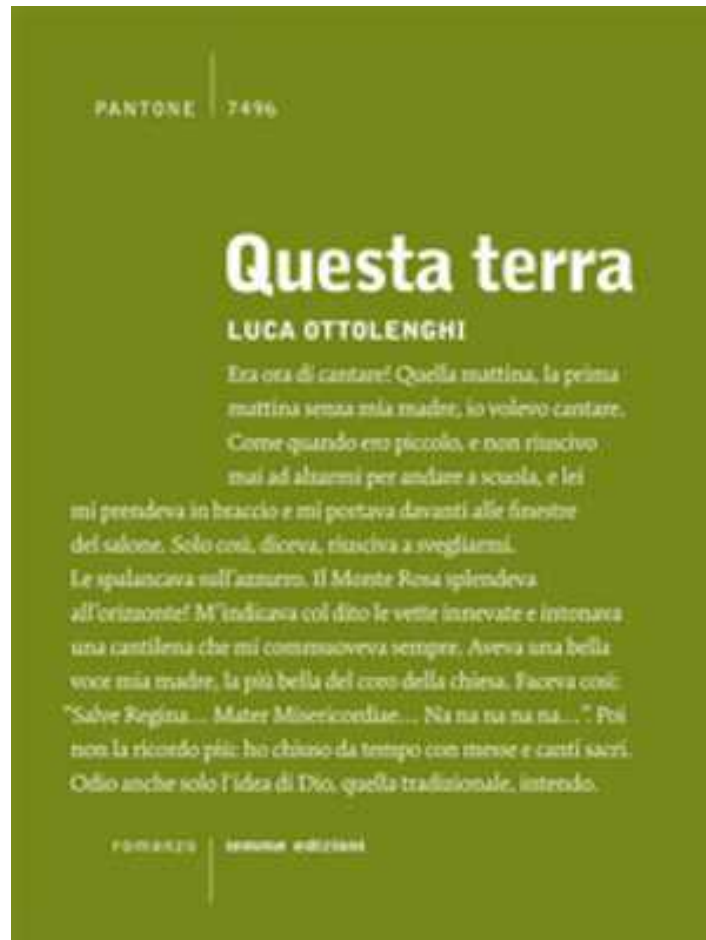 PANTONE 7496
Questa terra
LUCA OTTOLENGHI
Era ora di cantare! Quella mattina, la prima
mattina senza mia madre, io volevo cantare.
Come quando ero piccolo, e non riuscivo
mai ad alzarmi per andare a scuola, e lei
mi prendeva in braccio e mi portava davanti alle finestre
del salone. Solo così, diceva, riusciva a svegliarmi.
Le spalancava sull'azzurro. Il Monte Rosa splendeva
all'orizzonte! M'indicava col dito le vette innevate e intonava
una cantilena che mi commuoveva sempre. Aveva una bella
voce mia madre, la più bella del coro della chiesa. Faceva così:
"Salve Regina... Mater Misericordiae... Na na na na na...". Poi
non la ricordo più: ho chiuso da tempo con messe e canti sacri.
Odio anche solo l'idea di Dio, quella tradizionale, intendo.
romanzo edizioni